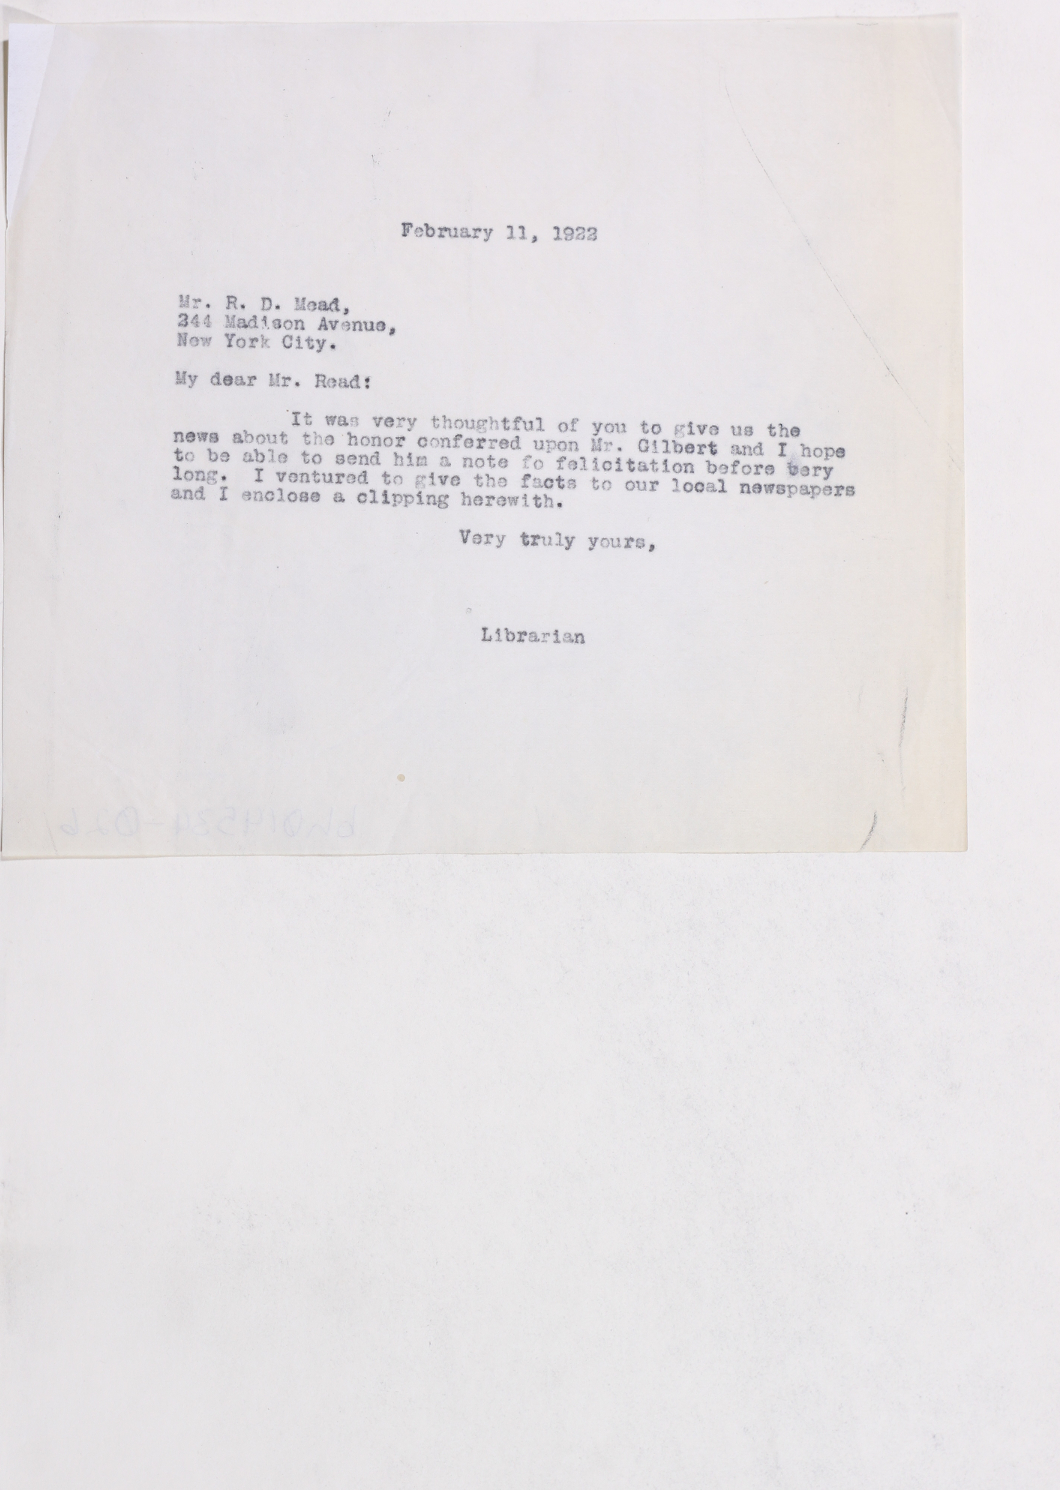 February 11, 1922
Mr. R. D. Mead,
244 Madison Avenue,
New York City.
My dear Mr. Read:
It was very thoughtful of you to give us the
news about the honor conferred upon Mr. Gilbert and I hope
to be able to send him a note fo felicitation before very
long. I ventured to give the facts to our local newspapers
and I enclose a clipping herewith.
Very truly yours,
Librarian